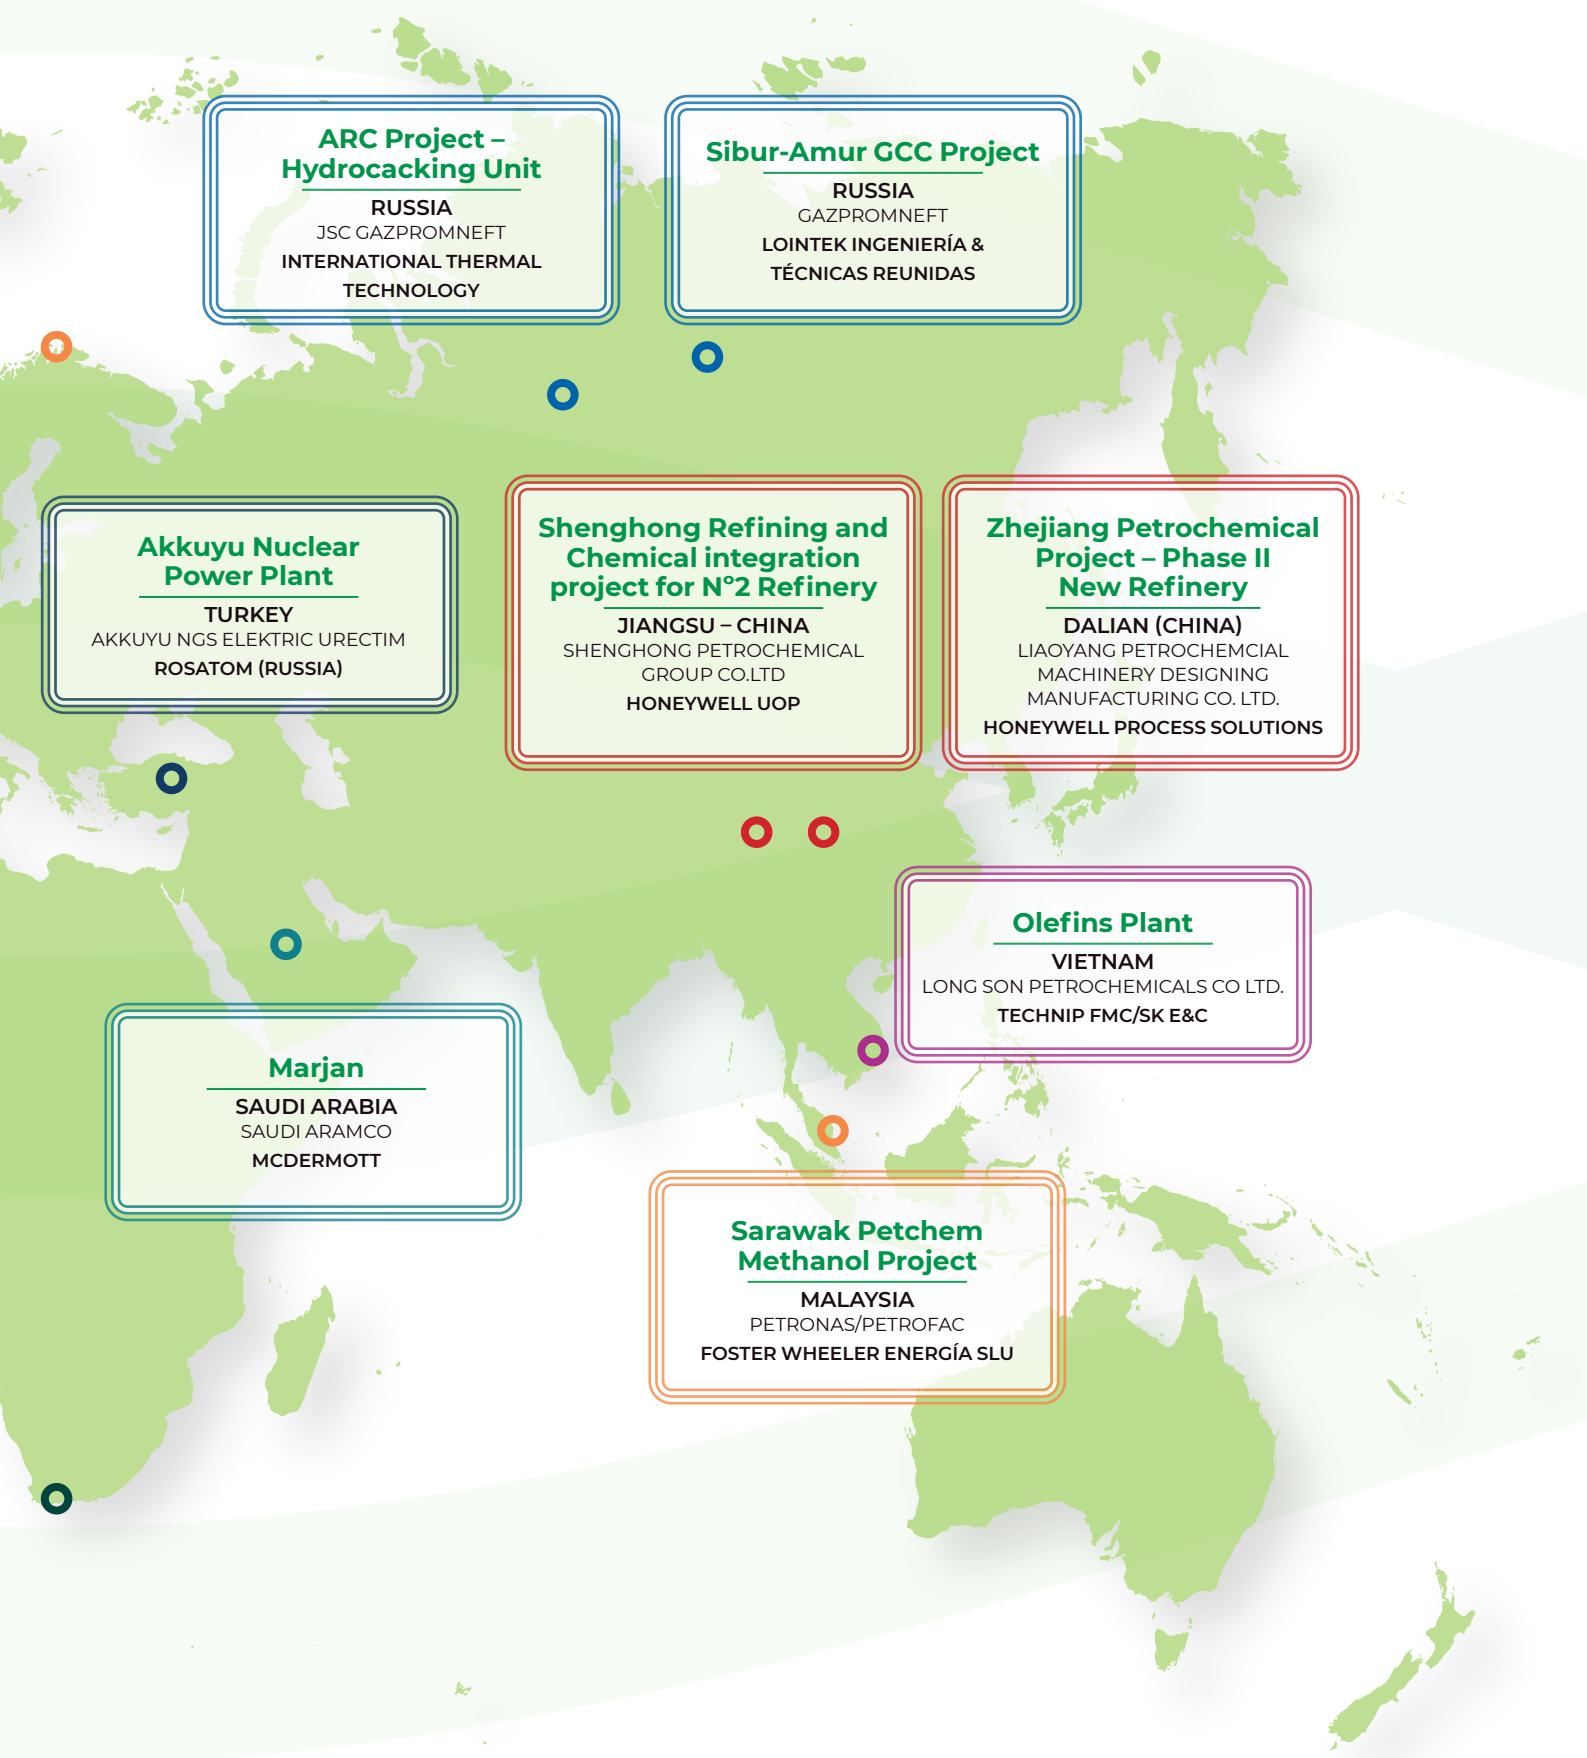 ARC Project –
Hydrocacking Unit
RUSSIA
JSC GAZPROMNEFT
INTERNATIONAL THERMAL
TECHNOLOGY
Sibur-Amur GCC Project
RUSSIA
GAZPROMNEFT
LOINTEK INGENIERÍA &
TÉCNICAS REUNIDAS
Akkuyu Nuclear
Power Plant
TURKEY
AKKUYU NGS ELEKTRIC URECTIM
ROSATOM (RUSSIA)
Shenghong Refining and
Chemical integration
project for Nº2 Refinery
JIANGSU – CHINA
SHENGHONG PETROCHEMICAL
GROUP CO.LTD
HONEYWELL UOP
Zhejiang Petrochemical
Project – Phase II
New Refinery
DALIAN (CHINA)
LIAOYANG PETROCHEMCIAL
MACHINERY DESIGNING
MANUFACTURING CO. LTD.
HONEYWELL PROCESS SOLUTIONS
Olefins Plant
VIETNAM
LONG SON PETROCHEMICALS CO LTD.
TECHNIP FMC/SK E&C
Marjan
SAUDI ARABIA
SAUDI ARAMCO
MCDERMOTT
Sarawak Petchem
Methanol Project
MALAYSIA
PETRONAS/PETROFAC
FOSTER WHEELER ENERGÍA SLU